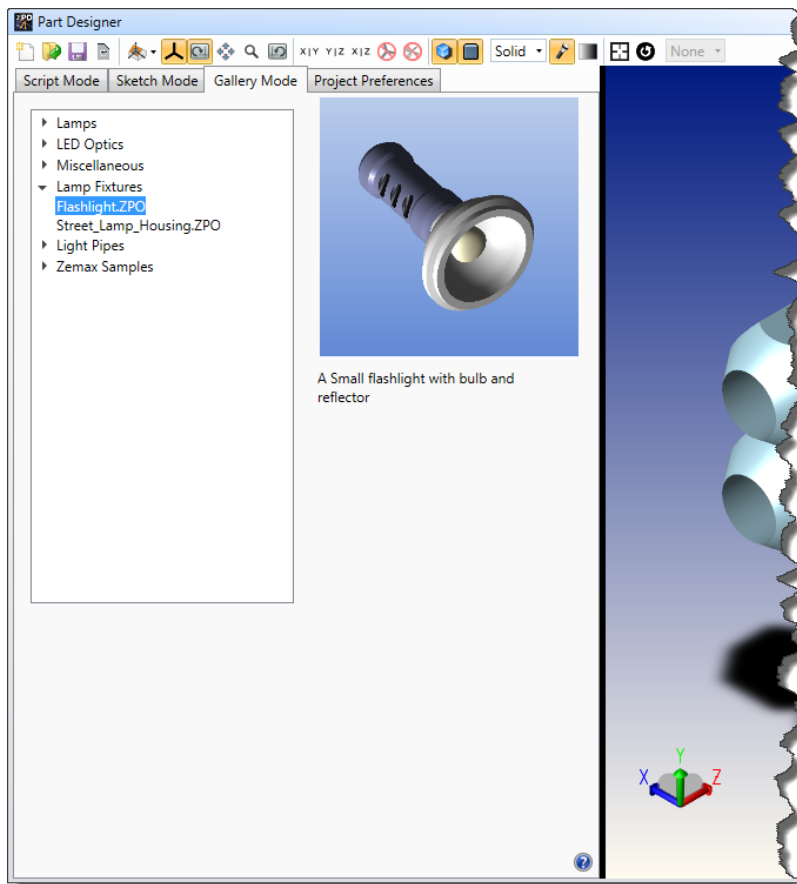 ZPD Part Designer
X|Y Y|Z X|Z Solid None
Script Mode Sketch Mode Gallery Mode Project Preferences
Lamps
LED Optics
Miscellaneous
Lamp Fixtures
Flashlight.ZPO
Street_Lamp_Housing.ZPO
Light Pipes
Zemax Samples
A Small flashlight with bulb and
reflector
Y
X Z
?